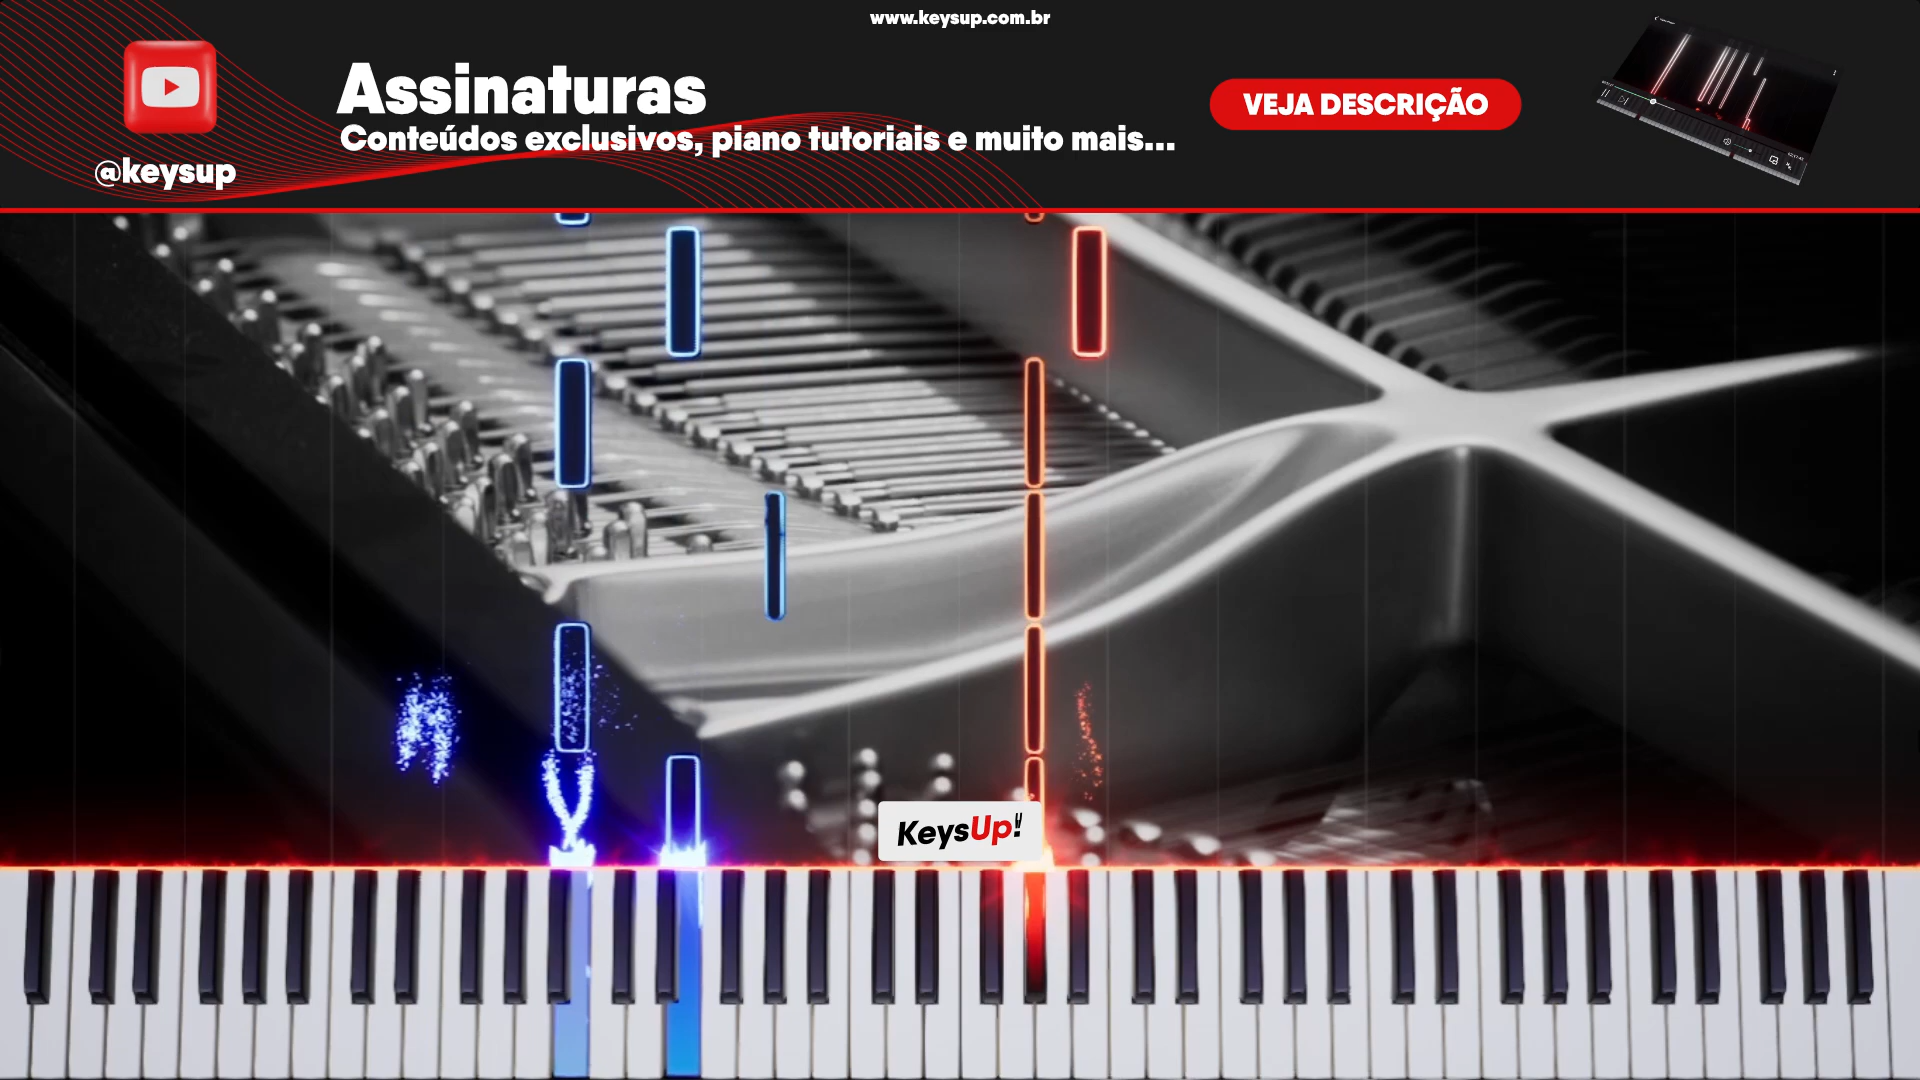 www.keysup.com.br
Assinaturas
Conteúdos exclusivos, piano tutoriais e muito mais...
VEJA DESCRIÇÃO
@keysup
KeysUp!